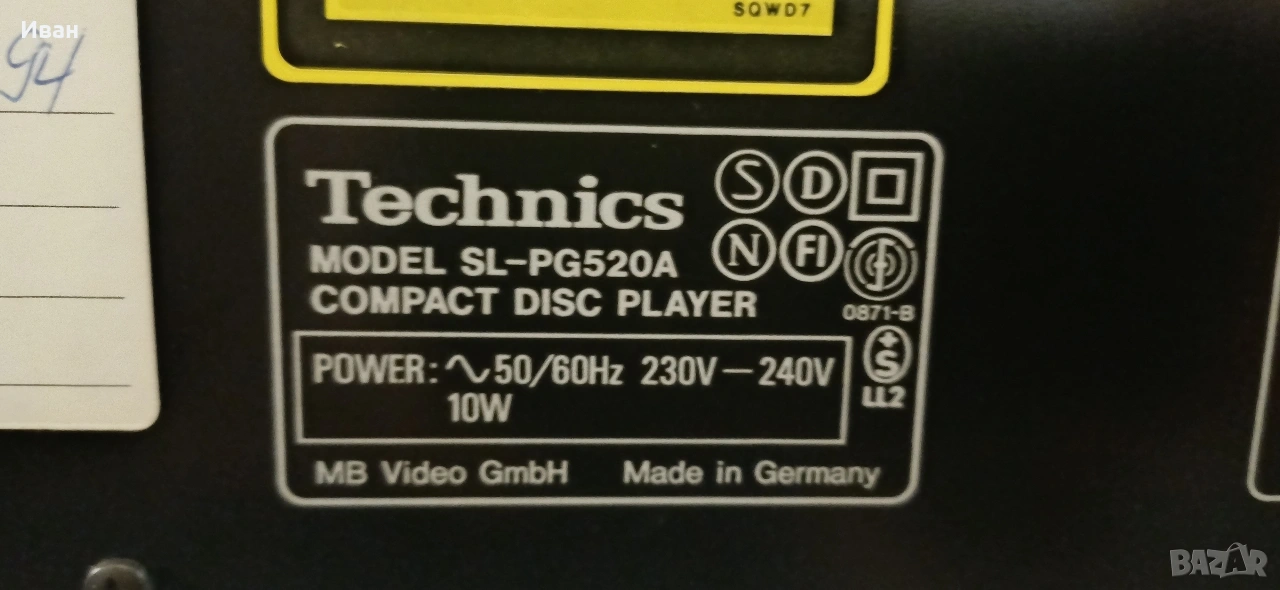 Иван
94
SQWD7
Technics
S D
N FI
MODEL SL-PG520A
COMPACT DISC PLAYER
0871-B
POWER: ∿50/60Hz 230V—240V
10W
+S
LL2
MB Video GmbH Made in Germany
BAZAR